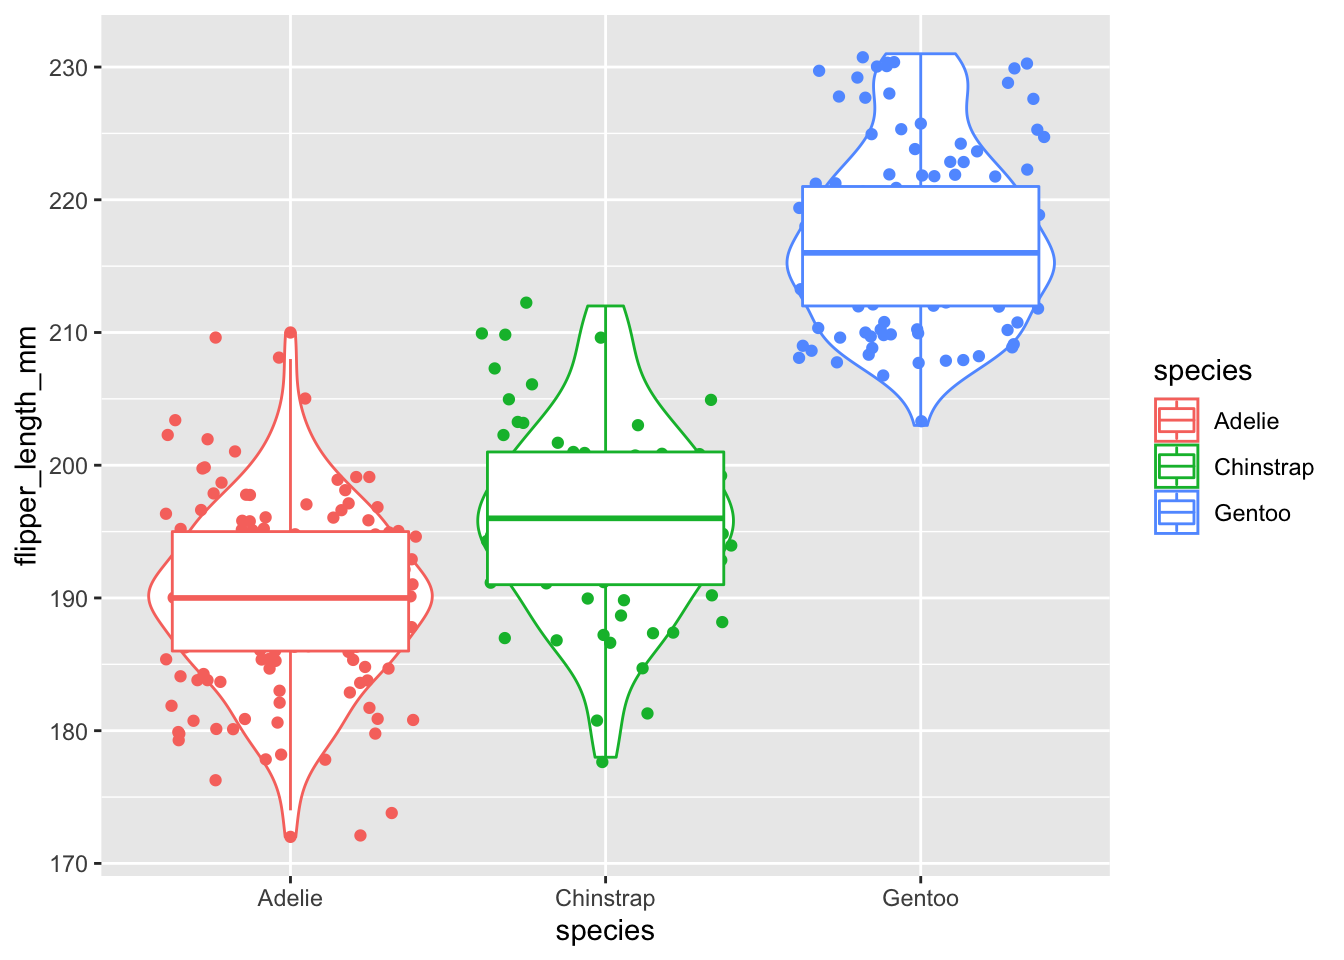 230
220
210
200
190
180
170
flipper_length_mm
Adelie
Chinstrap
Gentoo
species
species
Adelie
Chinstrap
Gentoo